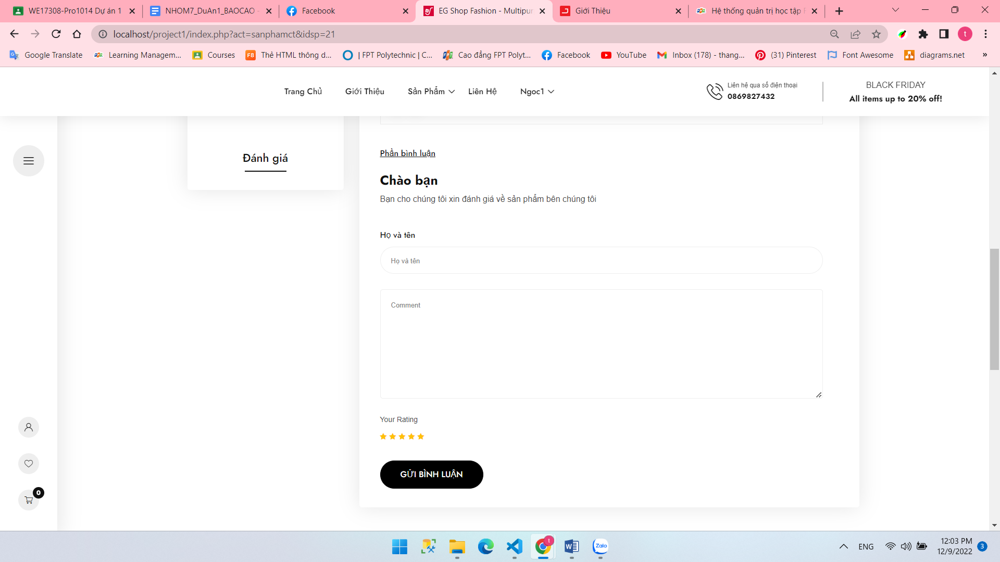 WE17308-Pro1014 Dự án 1
NHOM7_DuAn1_BAOCAO -
Facebook
EG Shop Fashion - Multipur
Giới Thiệu
Hệ thống quản trị học tập F
localhost/project1/index.php?act=sanphamct&idsp=21
t
Google Translate
Learning Managem...
Courses
F8
Thẻ HTML thông d...
| FPT Polytechnic | C...
Cao đẳng FPT Polyt...
Facebook
YouTube
Inbox (178) - thang...
(31) Pinterest
Font Awesome
diagrams.net
»
Trang Chủ
Giới Thiệu
Sản Phẩm
Liên Hệ
Ngoc1
Liên hệ qua số điện thoại
0869827432
BLACK FRIDAY
All items up to 20% off!
Đánh giá
Phần bình luận
Chào bạn
Bạn cho chúng tôi xin đánh giá về sản phẩm bên chúng tôi
Họ và tên
Họ và tên
Comment
Your Rating
GỬI BÌNH LUẬN
0
t
Zalo
ENG
12:03 PM
12/9/2022
3